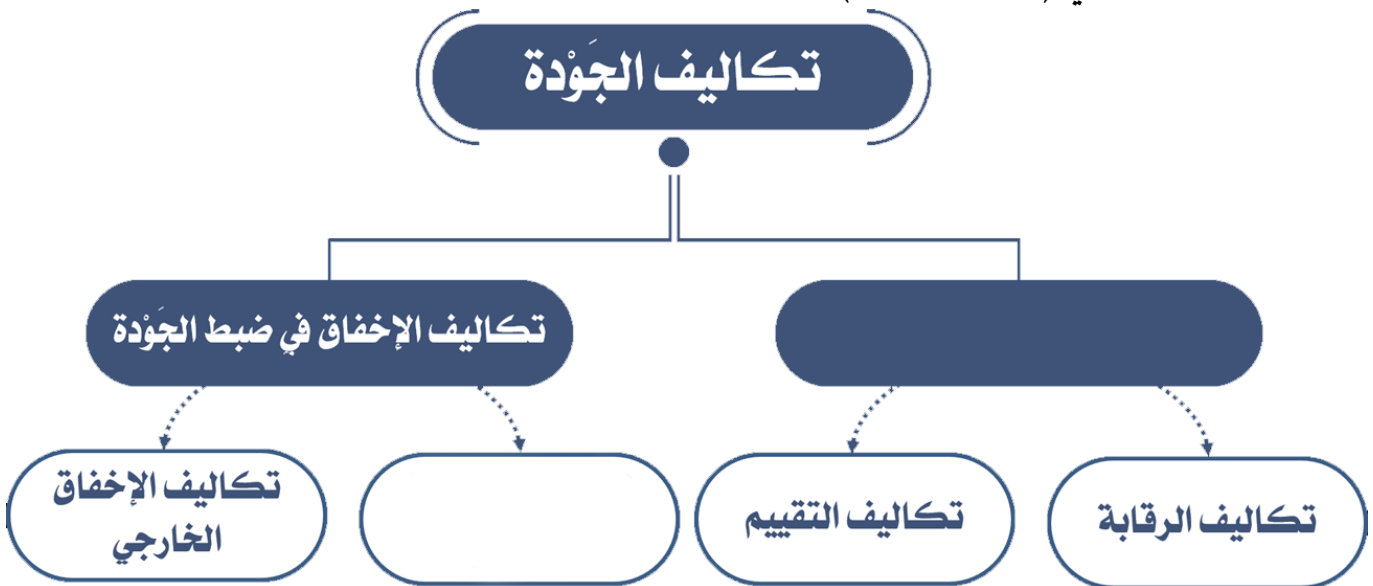 تكاليف الجَوْدة
تكاليف الإخفاق في ضبط الجَوْدة
تكاليف الرقابة
تكاليف التقييم
تكاليف الإخفاق
الخارجي